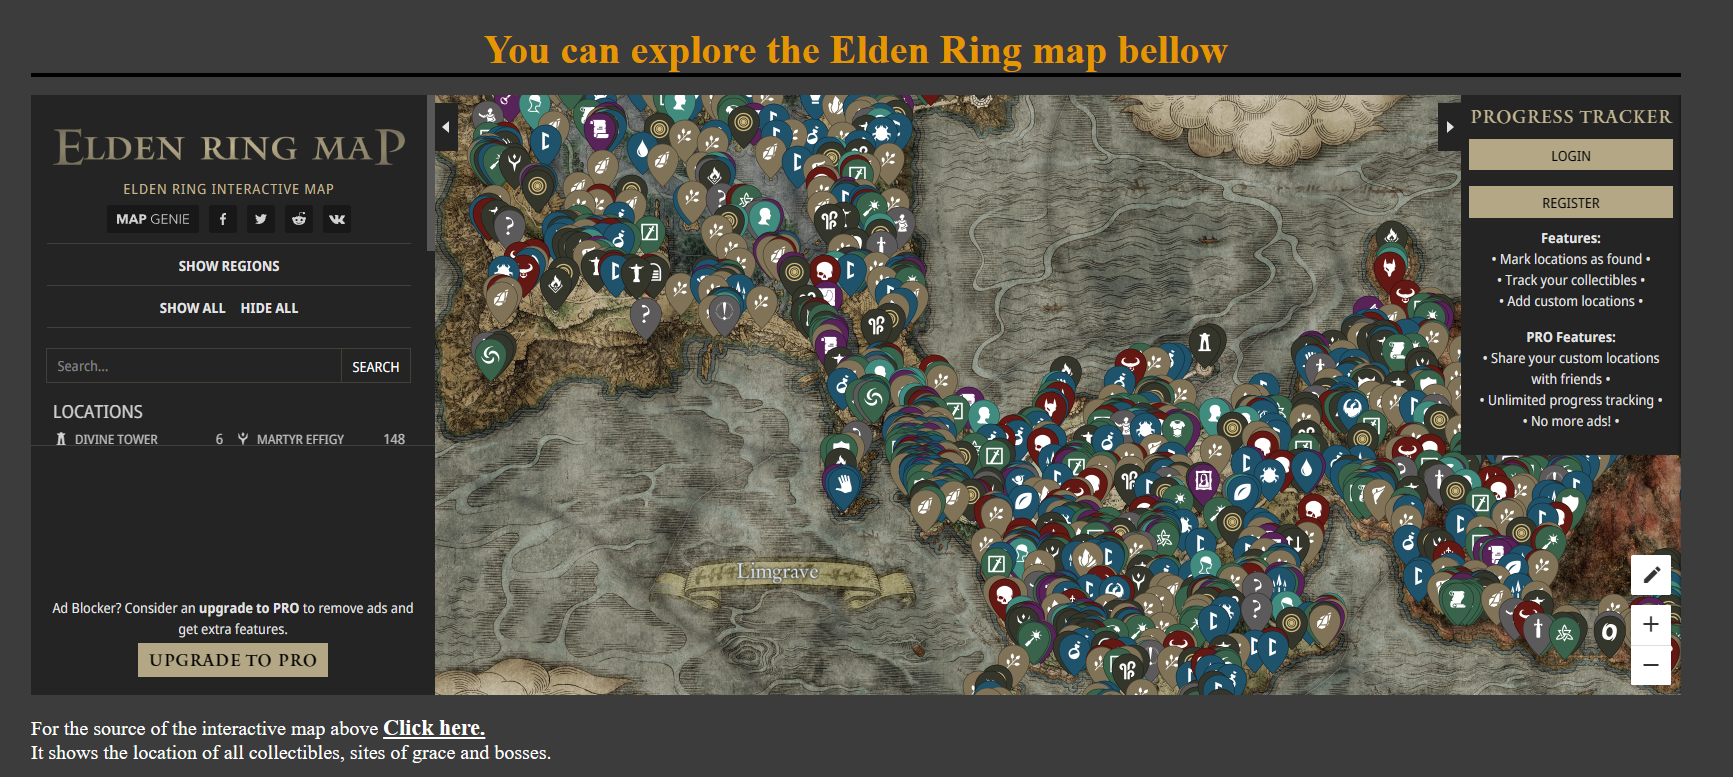 You can explore the Elden Ring map bellow
ELDEN RING MAP
ELDEN RING INTERACTIVE MAP
MAP GENIE
SHOW REGIONS
SHOW ALL HIDE ALL
Search... SEARCH
LOCATIONS
DIVINE TOWER 6 MARTYR EFFIGY 148
Ad Blocker? Consider an upgrade to PRO to remove ads and
get extra features.
UPGRADE TO PRO
Limgrave
PROGRESS TRACKER
LOGIN
REGISTER
Features:
• Mark locations as found •
• Track your collectibles •
• Add custom locations •
PRO Features:
• Share your custom locations
with friends •
• Unlimited progress tracking •
• No more ads! •
For the source of the interactive map above Click here.
It shows the location of all collectibles, sites of grace and bosses.